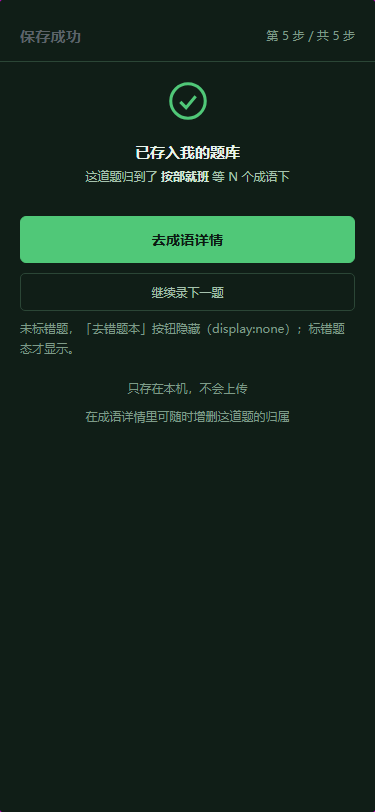 保存成功
第 5 步 / 共 5 步
已存入我的题库
这道题归到了 按部就班 等 N 个成语下
去成语详情
继续录下一题
未标错题，「去错题本」按钮隐藏（display:none）；标错题
态才显示。
只存在本机，不会上传
在成语详情里可随时增删这道题的归属